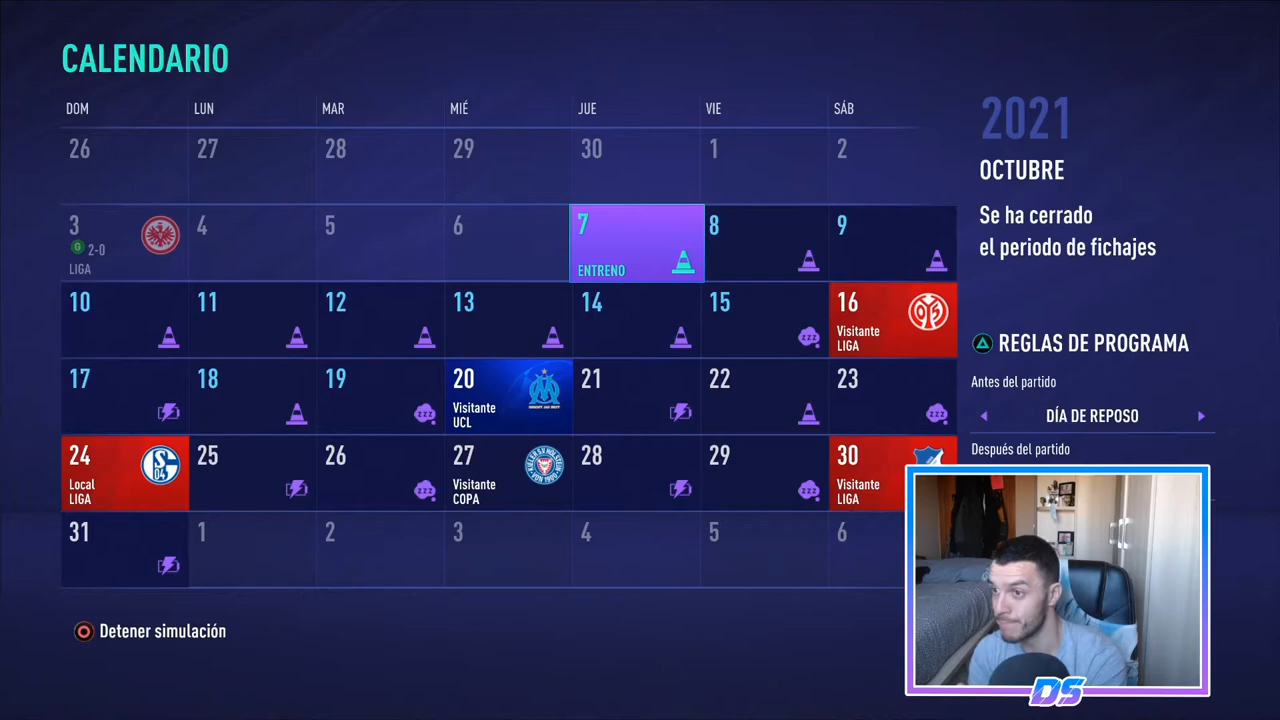 CALENDARIO
DOM LUN MAR MIÉ JUE VIE SÁB
26 27 28 29 30 1 2
3 4 5 6 7 8 9
G 2-0
LIGA
ENTRENO
10 11 12 13 14 15 16
Visitante
LIGA
17 18 19 20 21 22 23
Visitante
UCL
24 25 26 27 28 29 30
Local
LIGA
Visitante
COPA
Visitante
LIGA
31 1 2 3 4 5 6
Detener simulación
2021
OCTUBRE
Se ha cerrado
el periodo de fichajes
REGLAS DE PROGRAMA
Antes del partido
DÍA DE REPOSO
Después del partido
DS